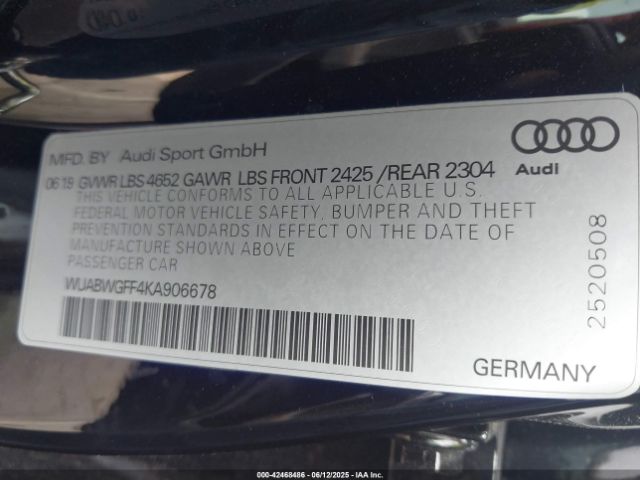 MFD. BY Audi Sport GmbH
06 19 GVWR LBS 4652 GAWR LBS FRONT 2425 /REAR 2304
THIS VEHICLE CONFORMS TO ALL APPLICABLE U.S.
FEDERAL MOTOR VEHICLE SAFETY, BUMPER AND THEFT
PREVENTION STANDARDS IN EFFECT ON THE DATE OF
MANUFACTURE SHOWN ABOVE
PASSENGER CAR
WUABWGFF4KA906678
Audi
2520508
GERMANY
000-42468486 - 06/12/2025 - IAA Inc.